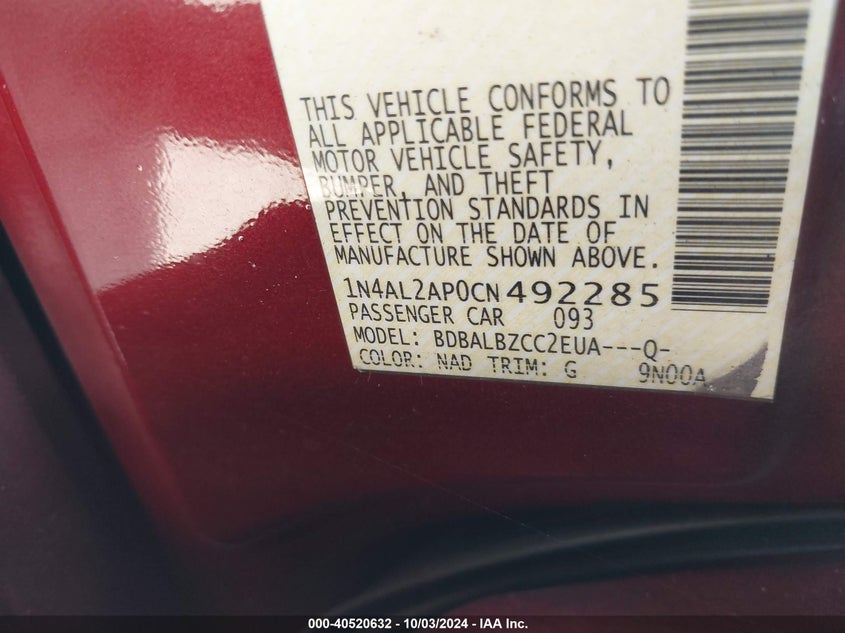 THIS VEHICLE CONFORMS TO
ALL APPLICABLE FEDERAL
MOTOR VEHICLE SAFETY,
BUMPER, AND THEFT
PREVENTION STANDARDS IN
EFFECT ON THE DATE OF
MANUFACTURE SHOWN ABOVE.
1N4AL2AP0CN492285
PASSENGER CAR 093
MODEL: BDBALBZCC2EUA---Q-
COLOR: NAD TRIM: G 9N00A
000-40520632 - 10/03/2024 - IAA Inc.